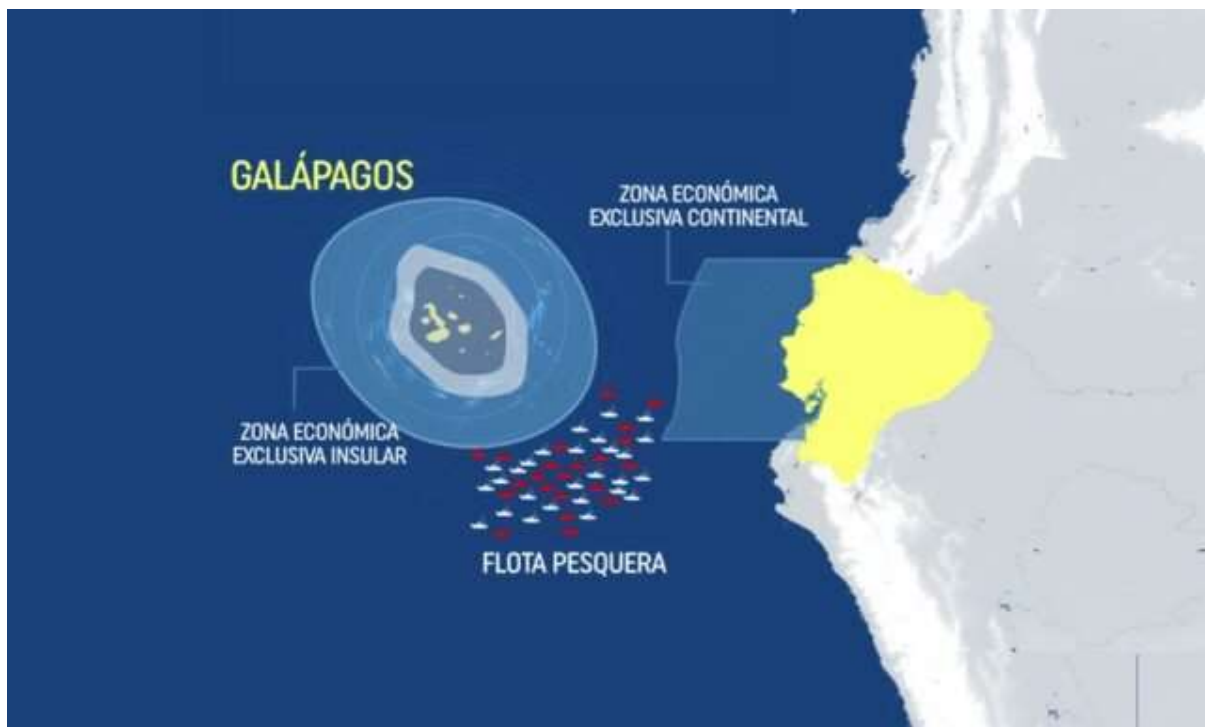 GALÁPAGOS
ZONA ECONÓMICA
EXCLUSIVA CONTINENTAL
ZONA ECONÓMICA
EXCLUSIVA INSULAR
FLOTA PESQUERA